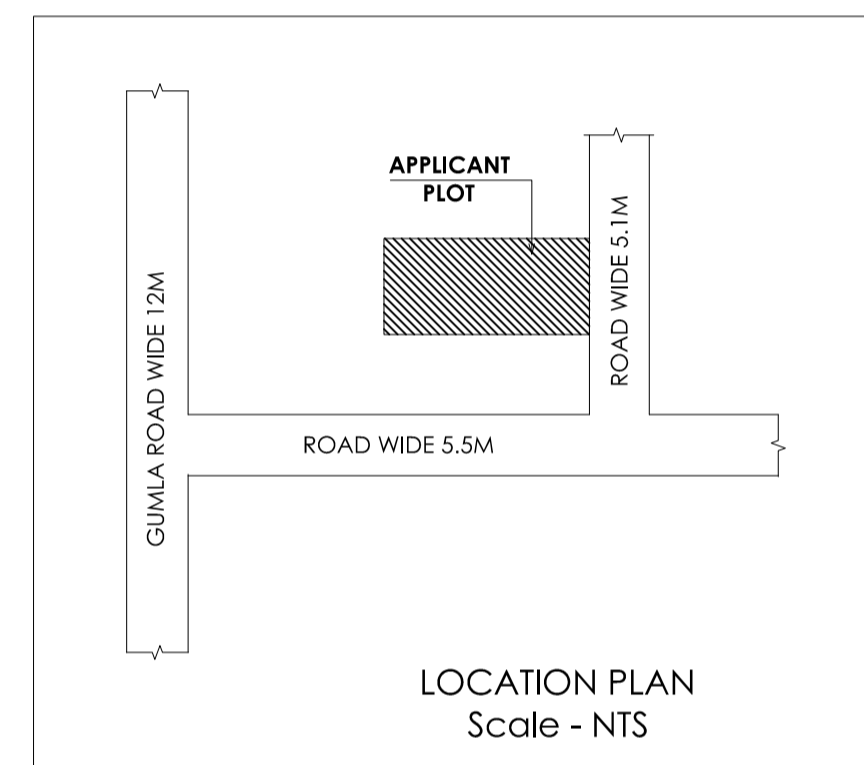 APPLICANT
PLOT
ROAD WIDE 5.1M
GUMLA ROAD WIDE 12M
ROAD WIDE 5.5M
LOCATION PLAN
Scale - NTS